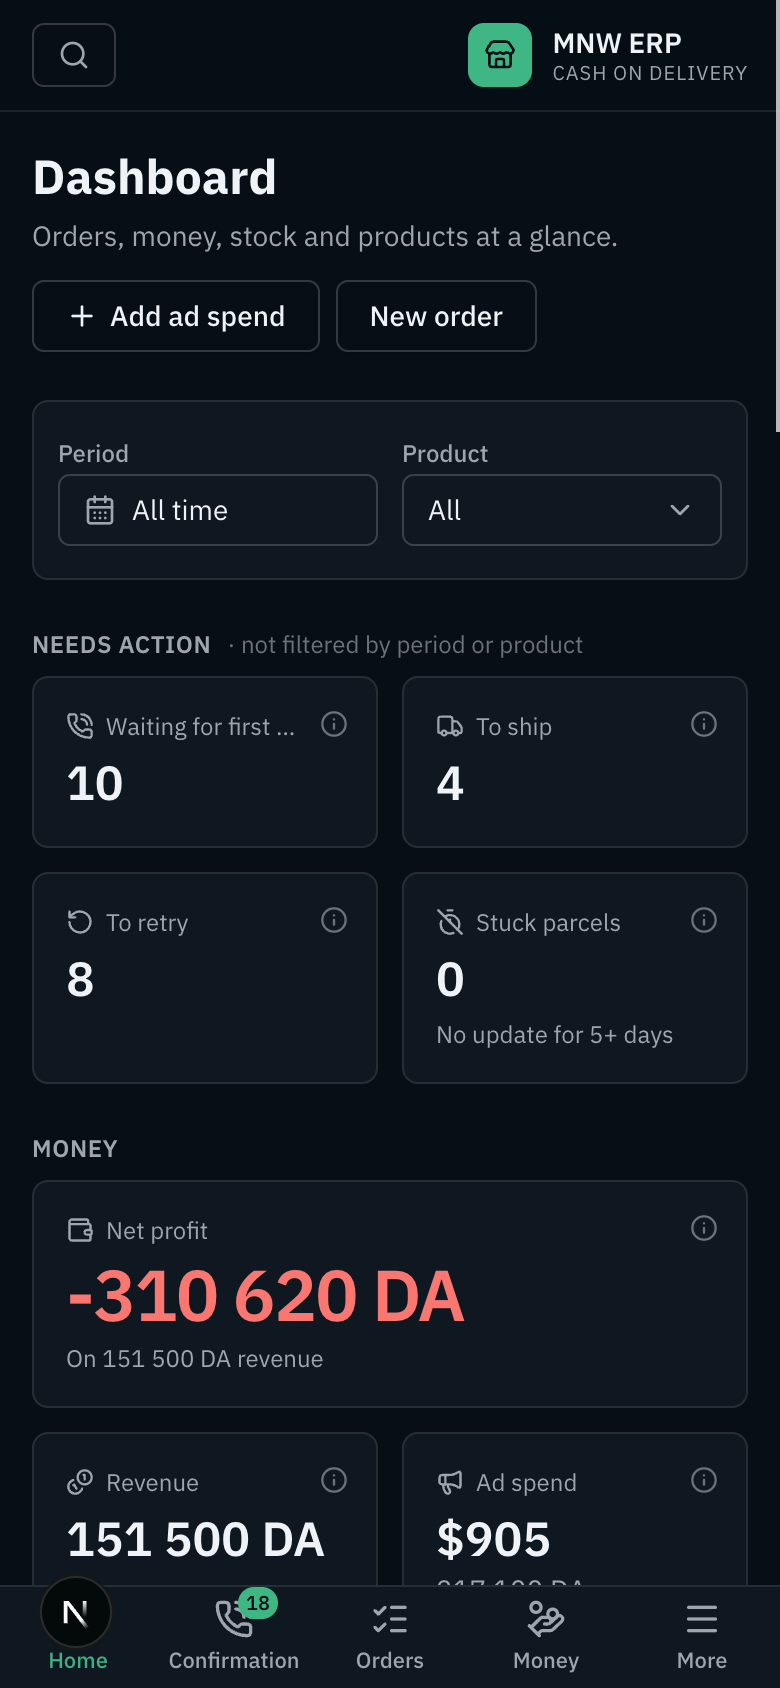 MNW ERP
CASH ON DELIVERY
Dashboard
Orders, money, stock and products at a glance.
Add ad spend
New order
Period
Product
All time
All
NEEDS ACTION · not filtered by period or product
Waiting for first ...
10
To ship
4
To retry
8
Stuck parcels
0
No update for 5+ days
MONEY
Net profit
-310 620 DA
On 151 500 DA revenue
Revenue
151 500 DA
Ad spend
$905
N
18
Home
Confirmation
Orders
Money
More